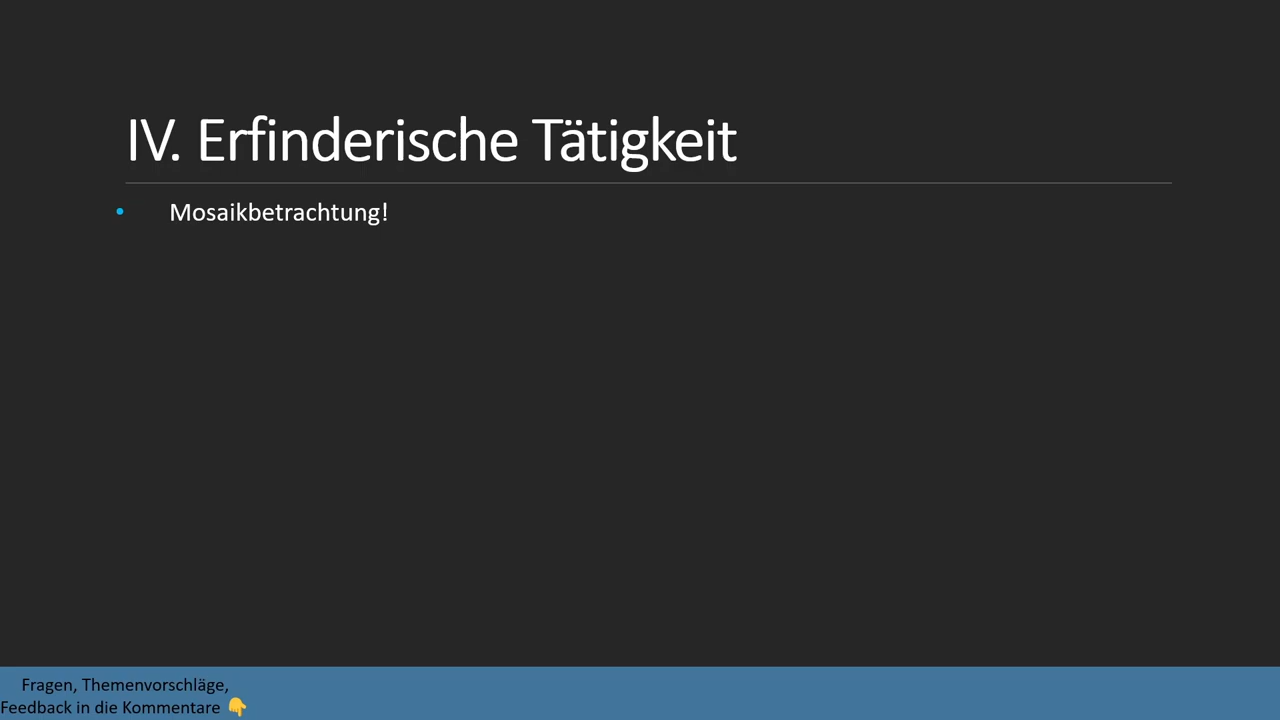 IV. Erfinderische Tätigkeit
• Mosaikbetrachtung!
Fragen, Themenvorschläge,
Feedback in die Kommentare 👇